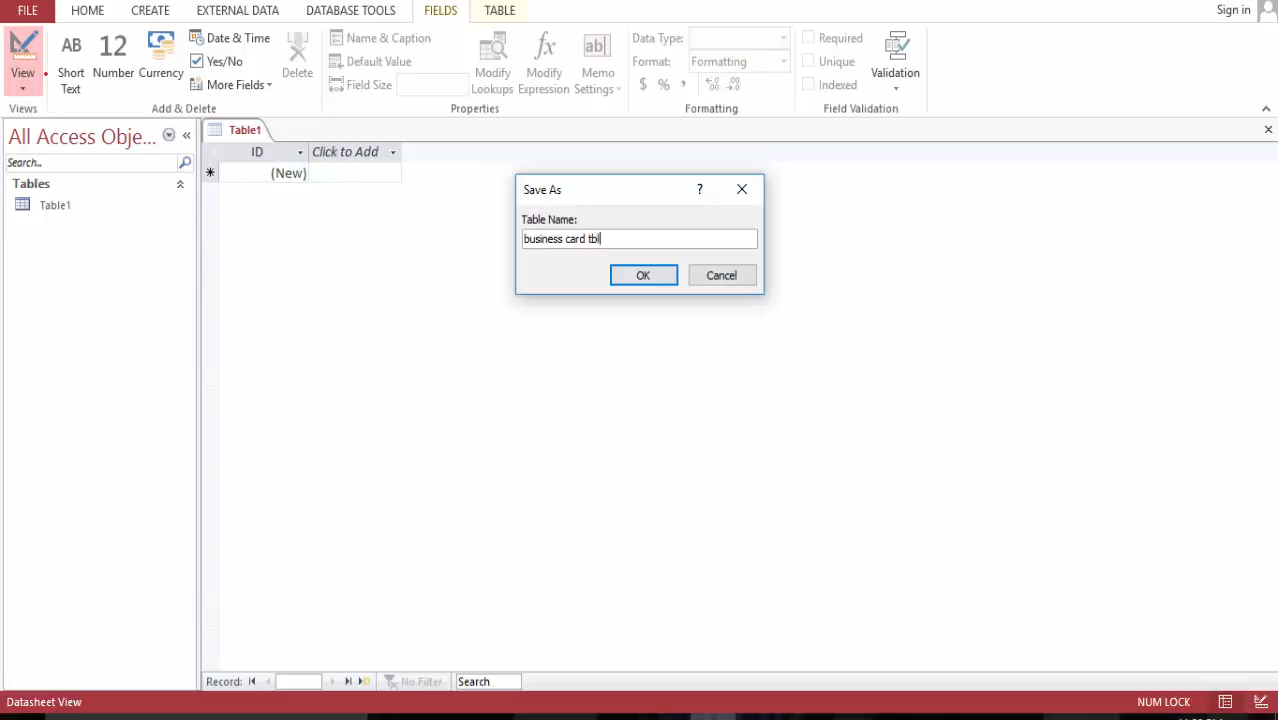 FILE HOME CREATE EXTERNAL DATA DATABASE TOOLS FIELDS TABLE Sign in
View
Views
AB Short Text
12 Number
Currency
Date & Time
Yes/No
More Fields
Delete
Add & Delete
Name & Caption
Default Value
Field Size
Modify Lookups
fx Modify Expression
ab Memo Settings
Properties
Data Type:
Format: Formatting
$ % , .00 .00
Formatting
Required
Unique
Indexed
Validation
Field Validation
All Access Obje... «
Search...
Tables
Table1
Table1
ID Click to Add
(New)
Save As ?
Table Name:
business card tbl
OK Cancel
Record: No Filter Search
Datasheet View NUM LOCK